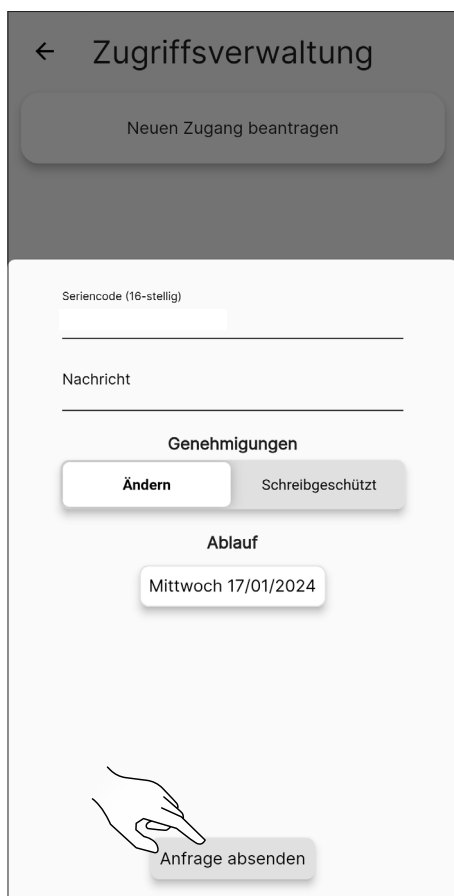 Zugriffsverwaltung
Neuen Zugang beantragen
Seriencode (16-stellig)
Nachricht
Genehmigungen
Ändern Schreibgeschützt
Ablauf
Mittwoch 17/01/2024
Anfrage absenden